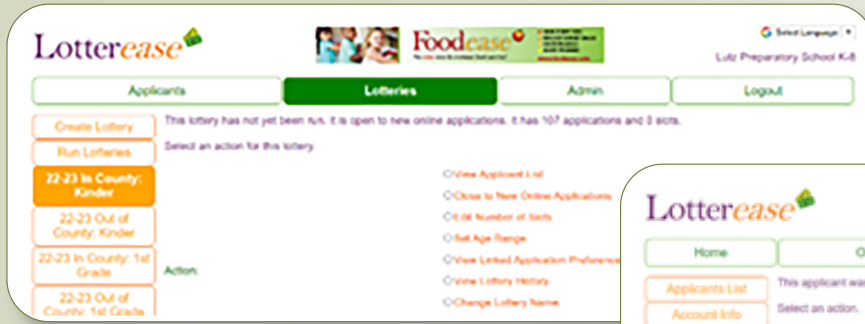 Lotterease
Foodease
Select Language
Lutz Preparatory School K-8
Applicants
Lotteries
Admin
Logout
Create Lottery
Run Lotteries
22-23 In County:
Kinder
22-23 Out of
County: Kinder
22-23 In County: 1st
Grade
22-23 Out of
County: 1st Grade
This lottery has not yet been run. It is open to new online applications. It has 107 applications and 0 slots.
Select an action for this lottery.
Action:
View Applicant List
Close to New Online Applications
Edit Number of Slots
Set Age Range
View Linked Application Preference
View Lottery History
Change Lottery Name
Lotterease
Home
Applicants List
Account Info
This applicant was
Select an action.